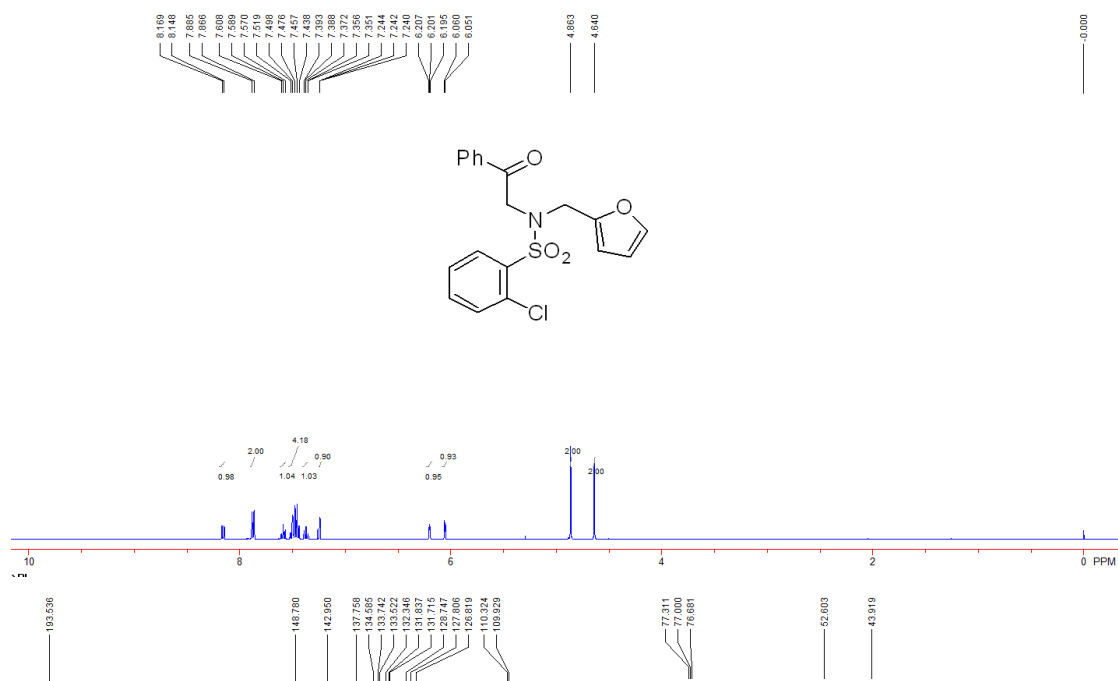 8.169 8.148 7.885 7.866 7.608 7.589 7.570 7.519 7.498 7.476 7.457 7.438 7.393 7.388 7.372 7.356 7.351 7.244 7.242 7.240 6.207 6.201 6.195 6.060 6.051 4.863 4.640 -0.000
Ph O
N O
SO2
Cl
4.18
2.00 0.90 0.93 2.00
0.98 1.04 1.03 0.95 2.00
10 8 6 4 2 0 PPM
193.536 148.780 142.950 137.758 134.585 133.742 133.522 132.346 131.837 131.715 128.747 127.806 126.819 110.324 109.929 77.311 77.000 76.681 52.603 43.919